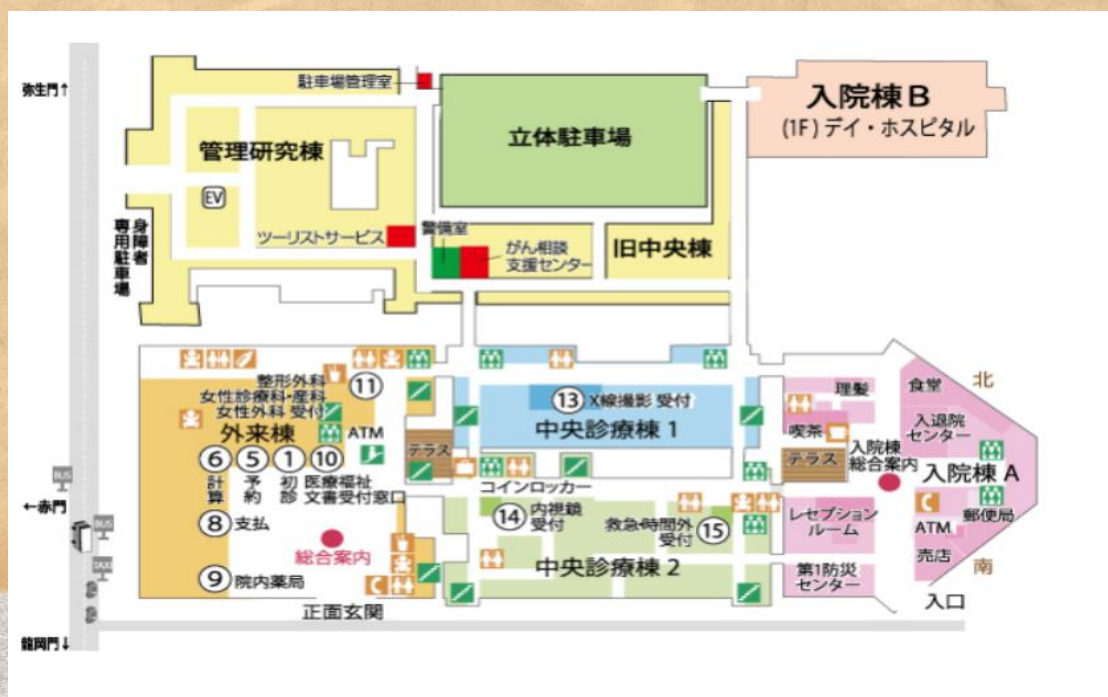 弥生門↑
駐車場管理室
立体駐車場
入院棟B
(1F)デイ・ホスピタル
管理研究棟
EV
身障者
専用駐車場
ツーリストサービス
警備室
がん相談
支援センター
旧中央棟
整形外科
女性診療科・産科
女性外科 受付
⑪
外来棟
ATM
⑥ ⑤ ① ⑩
計算
予約
初診
医療福祉
文書受付窓口
⑧支払
総合案内
⑨院内薬局
正面玄関
テラス
⑬ X線撮影 受付
中央診療棟1
コインロッカー
⑭内視鏡
受付
救急・時間外
受付⑮
中央診療棟2
理髪
喫茶
テラス
入院棟
総合案内
レセプション
ルーム
第1防災
センター
食堂
北
入退院
センター
入院棟A
郵便局
ATM
売店
南
入口
BUS
←赤門
BUS
TAXI
龍岡門↓